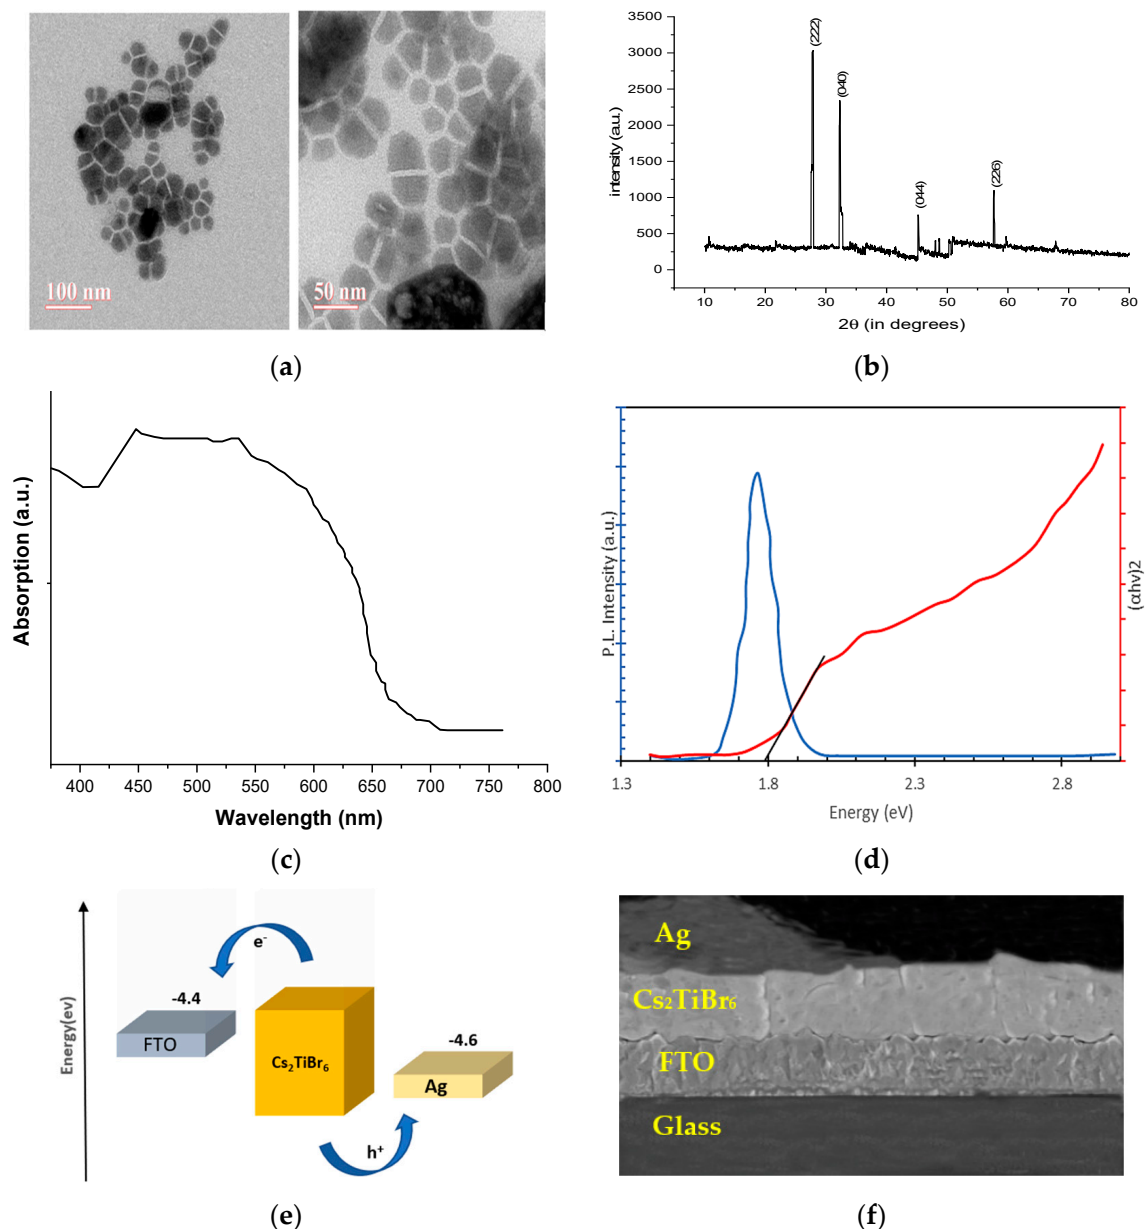 100 nm
50 nm
(a)
3500
3000
2500
2000
1500
1000
500
0
intensity (a.u.)
(222)
(040)
(044)
(226)
10 20 30 40 50 60 70 80
2θ (in degrees)
(b)
Absorption (a.u.)
400 450 500 550 600 650 700 750 800
Wavelength (nm)
(c)
P.L. Intensity (a.u.)
(αhv)2
1.3 1.8 2.3 2.8
Energy (eV)
(d)
Energy(ev)
e-
-4.4
FTO
Cs2TiBr6
-4.6
Ag
h+
(e)
Ag
Cs2TiBr6
FTO
Glass
(f)